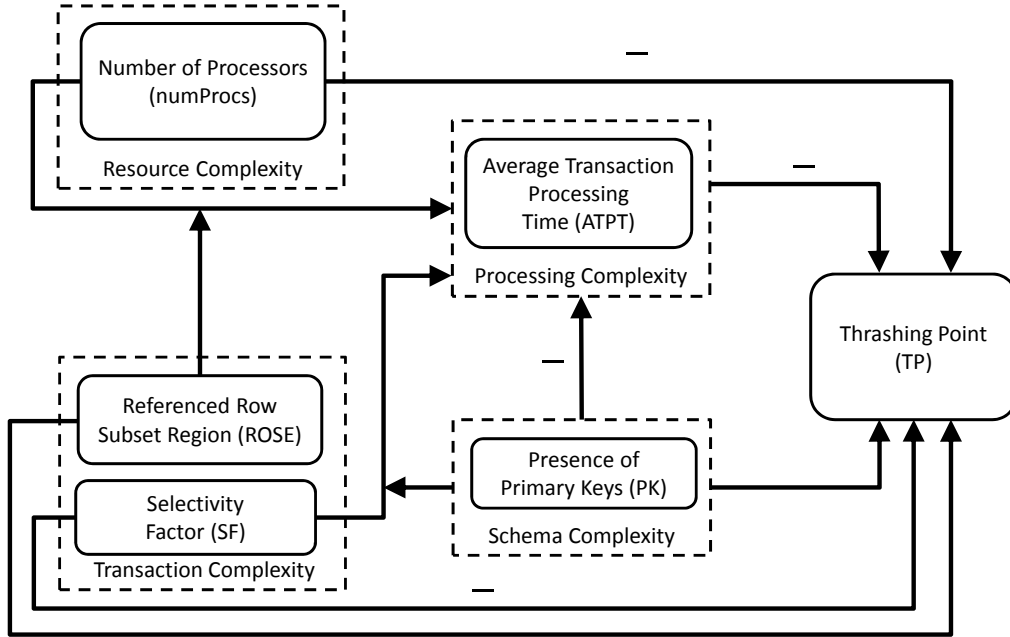 Number of Processors
(numProcs)
Resource Complexity
—
Average Transaction
Processing
Time (ATPT)
Processing Complexity
—
Thrashing Point
(TP)
—
Referenced Row
Subset Region (ROSE)
Selectivity
Factor (SF)
Transaction Complexity
Presence of
Primary Keys (PK)
Schema Complexity
—